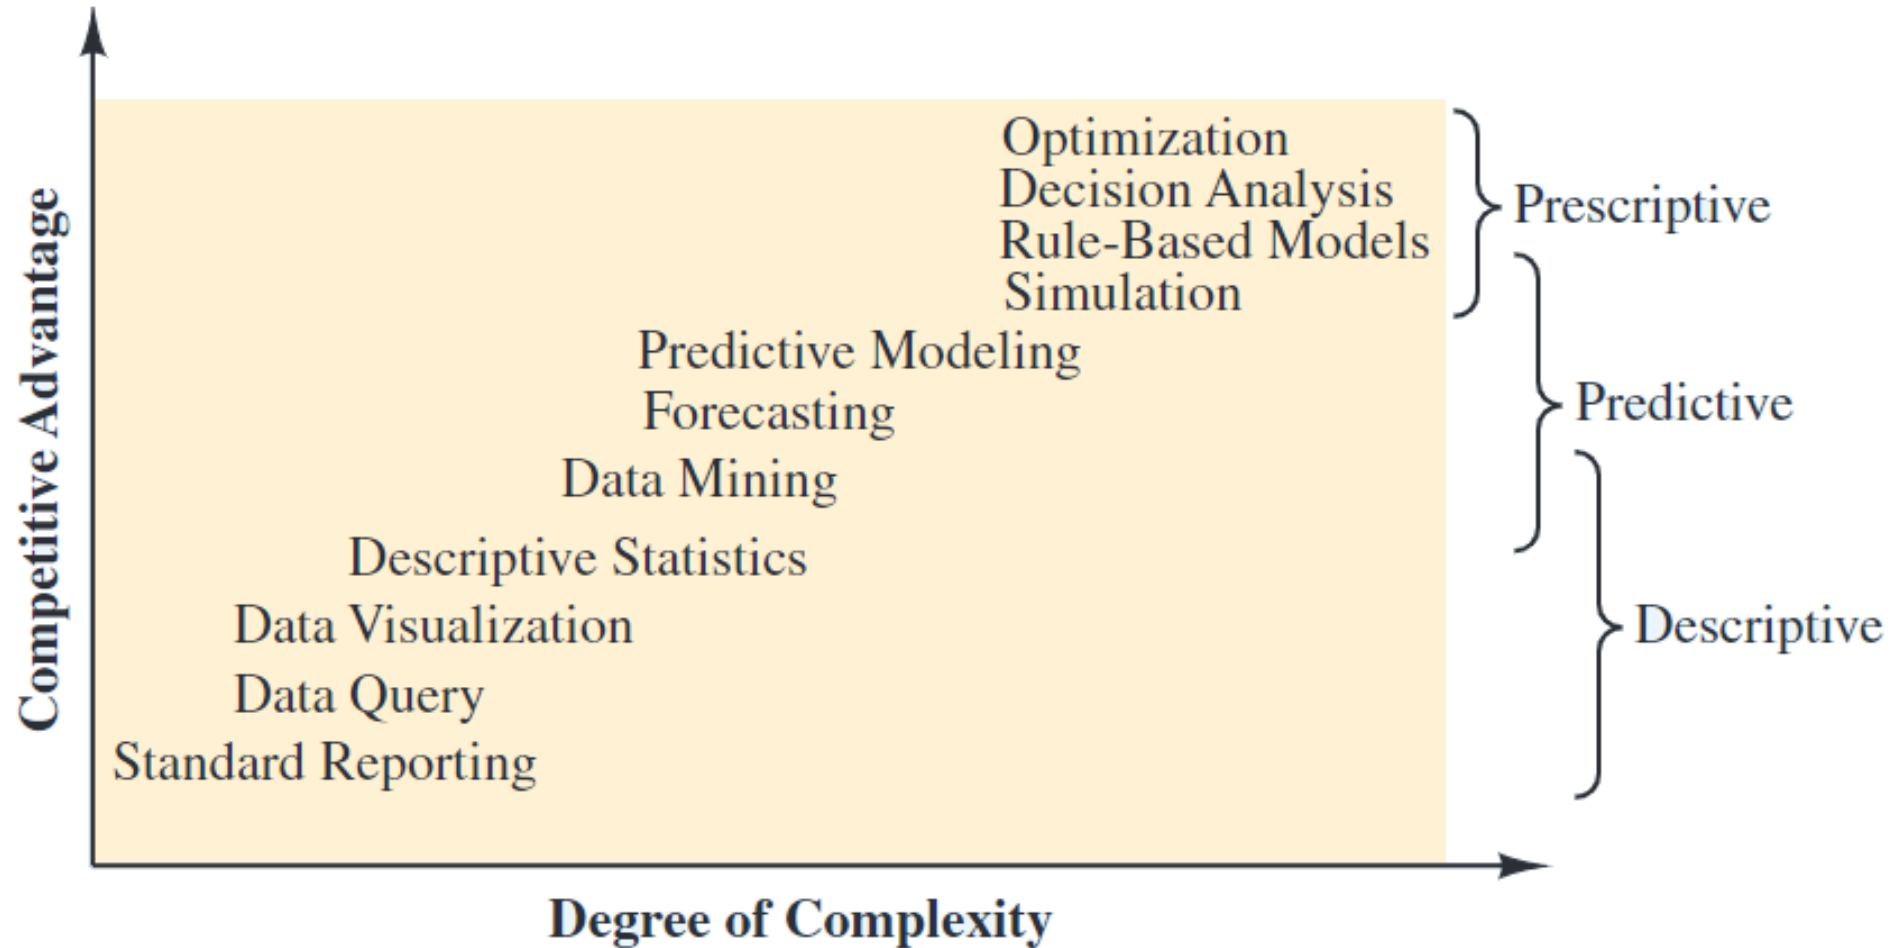 Competitive Advantage
Optimization
Decision Analysis
Rule-Based Models
Simulation
Predictive Modeling
Forecasting
Data Mining
Descriptive Statistics
Data Visualization
Data Query
Standard Reporting
Prescriptive
Predictive
Descriptive
Degree of Complexity